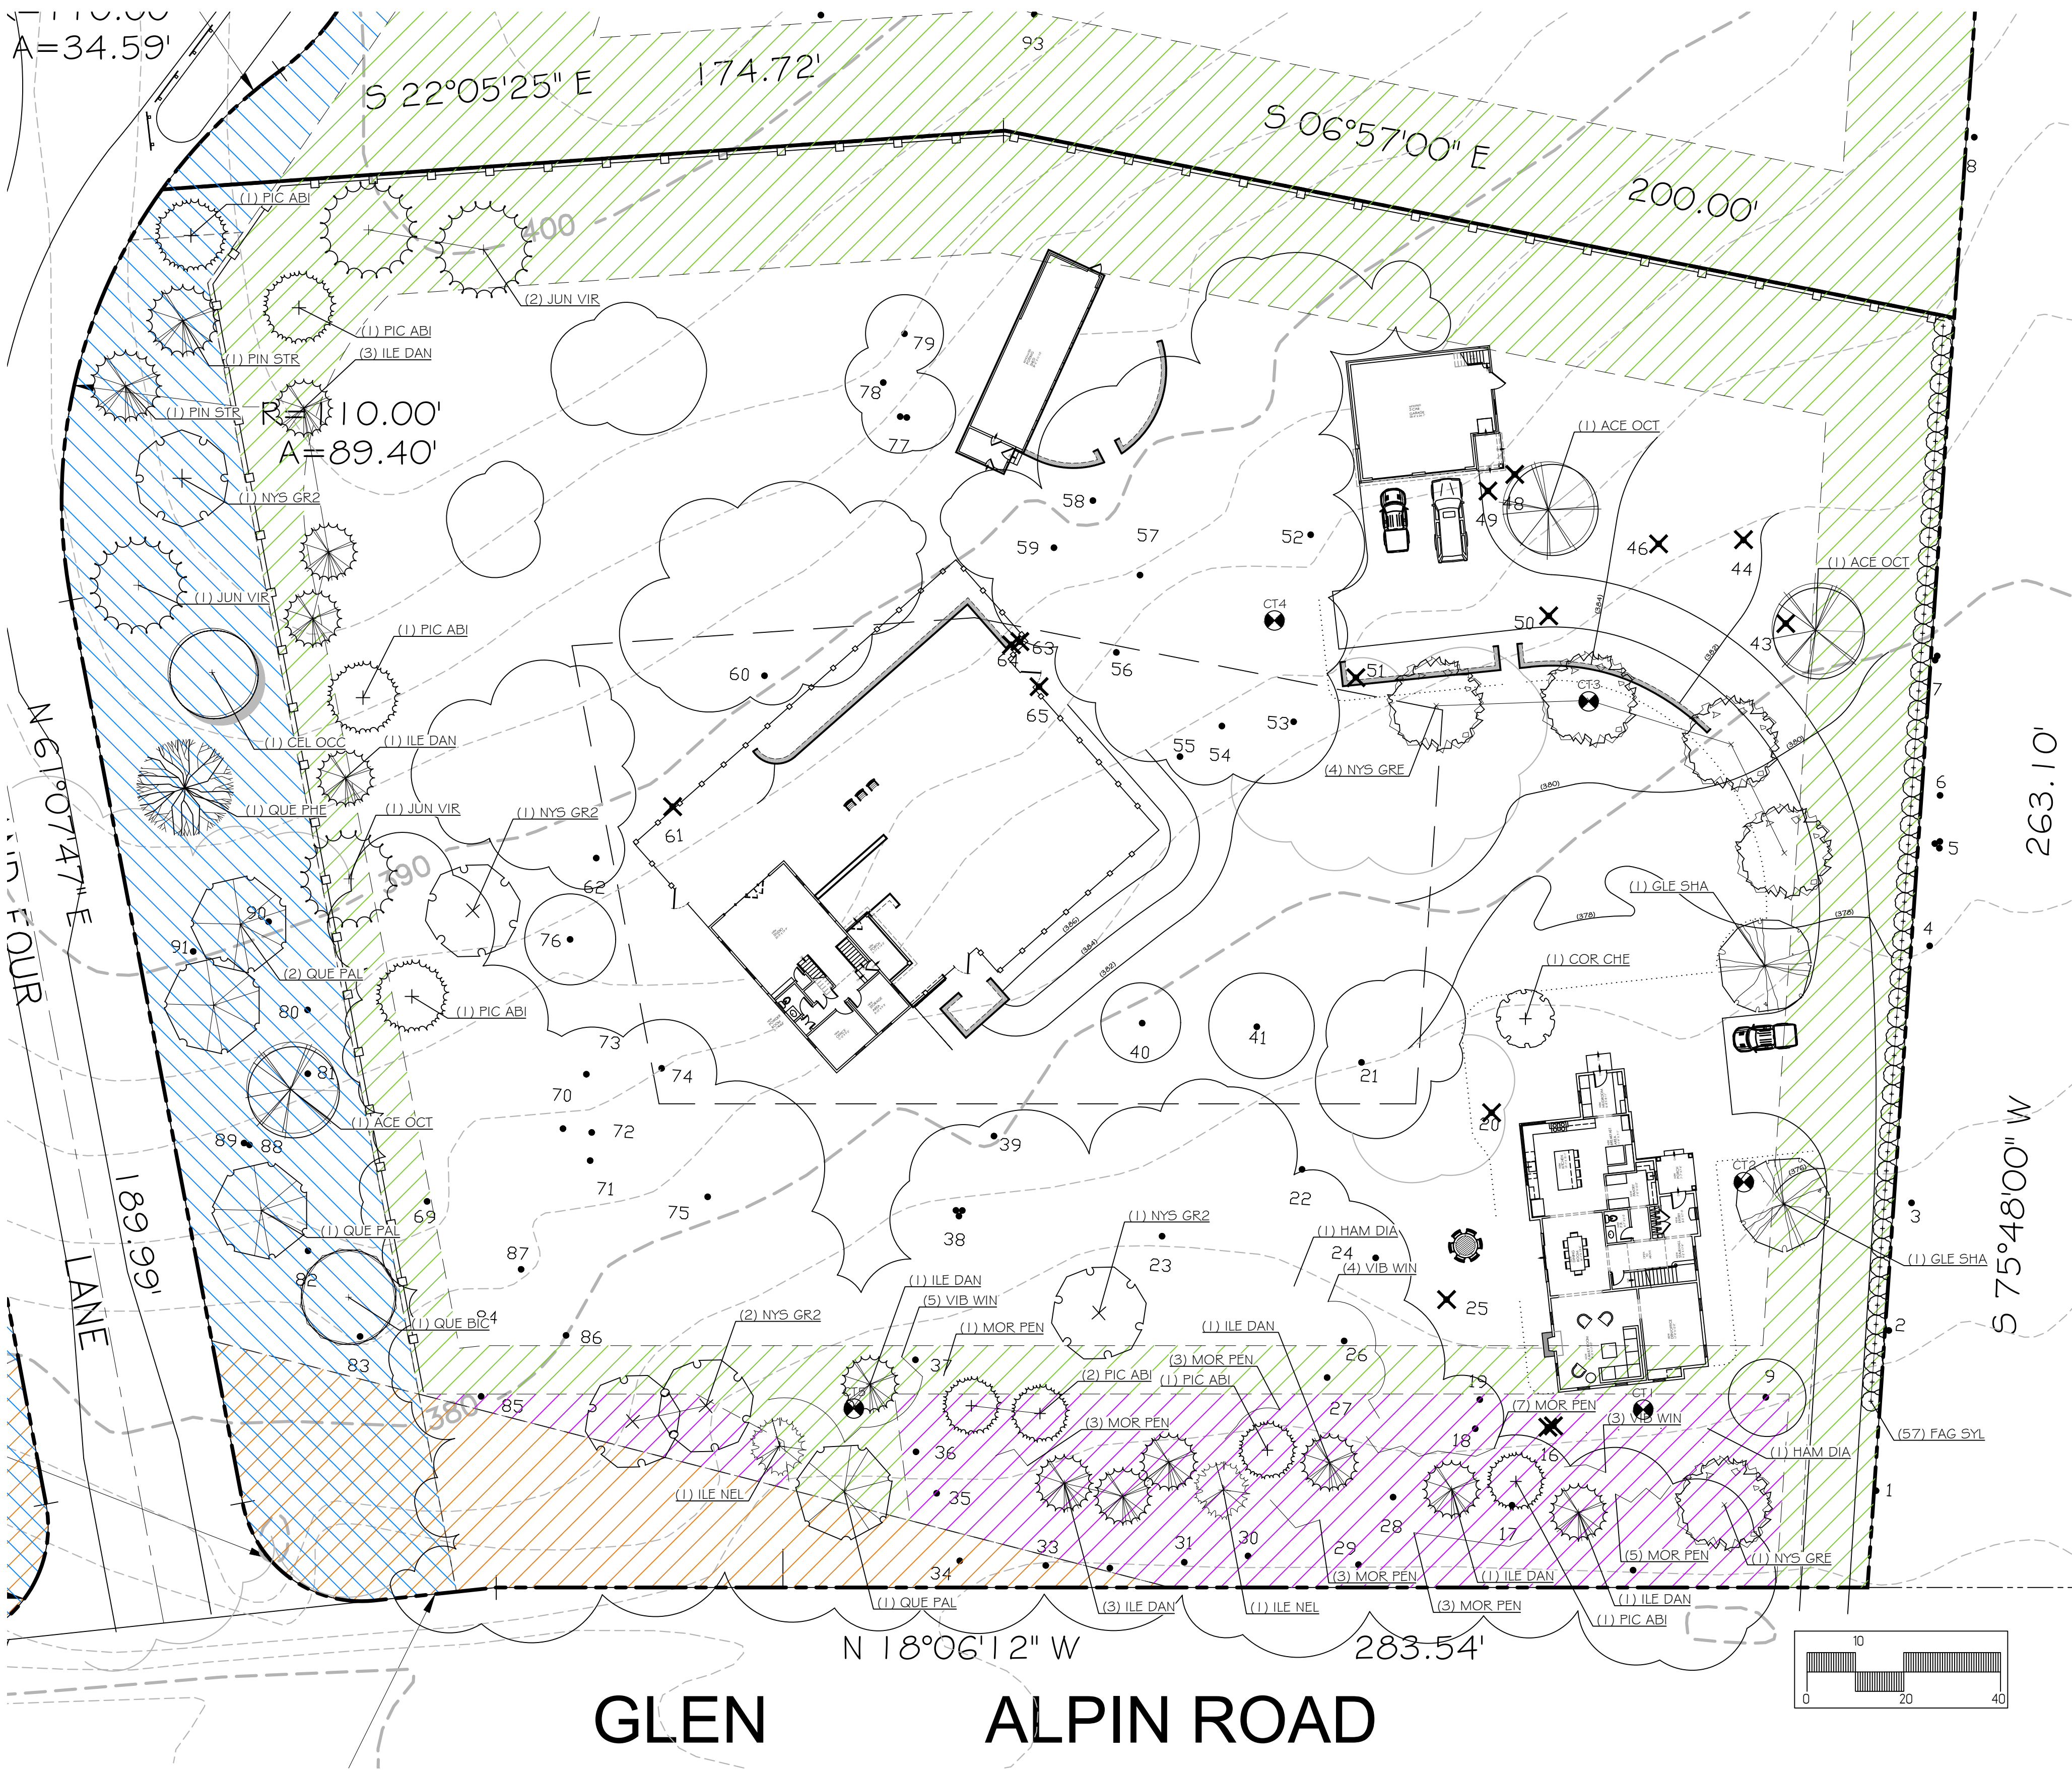 A=34.59'
S 22°05'25" E
174.72'
93
S 06°57'00" E
200.00'
8
(1) PIC ABI
400
(2) JUN VIR
(1) PIC ABI
(1) PIN STR
(3) ILE DAN
(1) PIN STR
R=110.00'
A=89.40'
(1) NYS GR2
79
78
77
(1) ACE OCT
58
59
57
52
49
48
46
44
(1) ACE OCT
(1) JUN VIR
CT4
50
(384)
43
(382)
(1) PIC ABI
64
63
65
60
56
51
CT3
7
(380)
(1) CEL OCC
(1) ILE DAN
55
54
53
(4) NYS GRE
(380)
6
263.10'
(1) QUE PHE
(1) JUN VIR
(1) NYS GR2
61
5
390
62
(1) GLE SHA
(378)
(378)
4
90
91
76
(386)
(384)
(382)
(2) QUE PAL
(1) COR CHE
80
(1) PIC ABI
73
40
41
N 61°07'47" E
FOUR
LANE
189.99'
81
70
74
21
(1) ACE OCT
72
20
89
88
39
71
22
CT2
(376)
69
75
3
S 75°48'00" W
(1) QUE PAL
38
(1) NYS GR2
23
(1) HAM DIA
24
(4) VIB WIN
(1) GLE SHA
87
82
(1) ILE DAN
(5) VIB WIN
25
(1) QUE BIC
84
86
(2) NYS GR2
(1) MOR PEN
(1) ILE DAN
2
83
37
(3) MOR PEN
26
(2) PIC ABI
(1) PIC ABI
9
380
85
CT5
27
19
(7) MOR PEN
CT1
(3) MOR PEN
(3) VIB WIN
36
18
16
(1) HAM DIA
(57) FAG SYL
(1) ILE NEL
35
28
17
1
33
31
30
29
(5) MOR PEN
(1) NYS GRE
34
(3) MOR PEN
(1) ILE DAN
(1) QUE PAL
(3) ILE DAN
(1) ILE NEL
(3) MOR PEN
(1) ILE DAN
(1) PIC ABI
N 18°06'12" W
283.54'
10
0
20
40
GLEN ALPIN ROAD